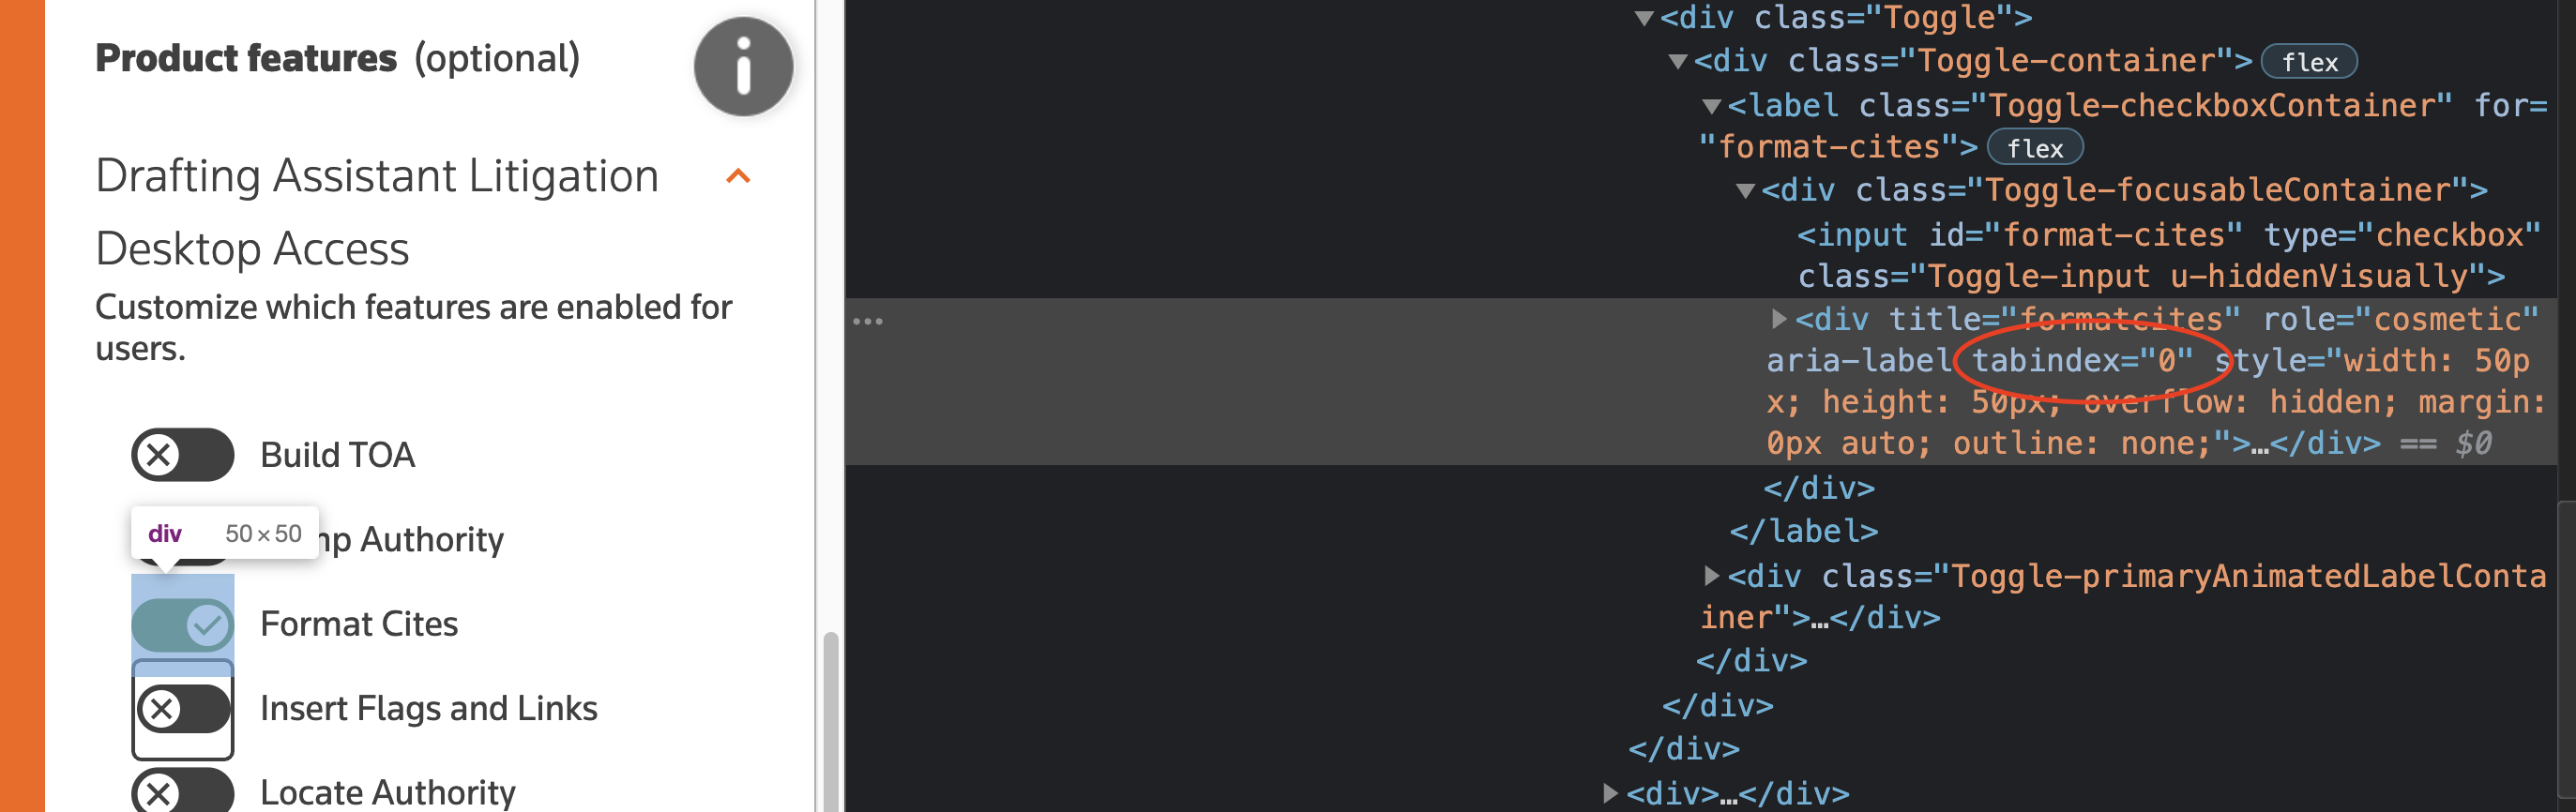 Product features (optional)
Drafting Assistant Litigation
Desktop Access
Customize which features are enabled for
users.
Build TOA
div 50×50
mp Authority
Format Cites
Insert Flags and Links
Locate Authority
<div class="Toggle">
<div class="Toggle-container"> flex
<label class="Toggle-checkboxContainer" for=
"format-cites"> flex
<div class="Toggle-focusableContainer">
<input id="format-cites" type="checkbox"
class="Toggle-input u-hiddenVisually">
... <div title="formatcites" role="cosmetic"
aria-label tabindex="0" style="width: 50p
x; height: 50px; overflow: hidden; margin:
0px auto; outline: none;">…</div> == $0
</div>
</label>
<div class="Toggle-primaryAnimatedLabelConta
iner">…</div>
</div>
</div>
</div>
<div>…</div>